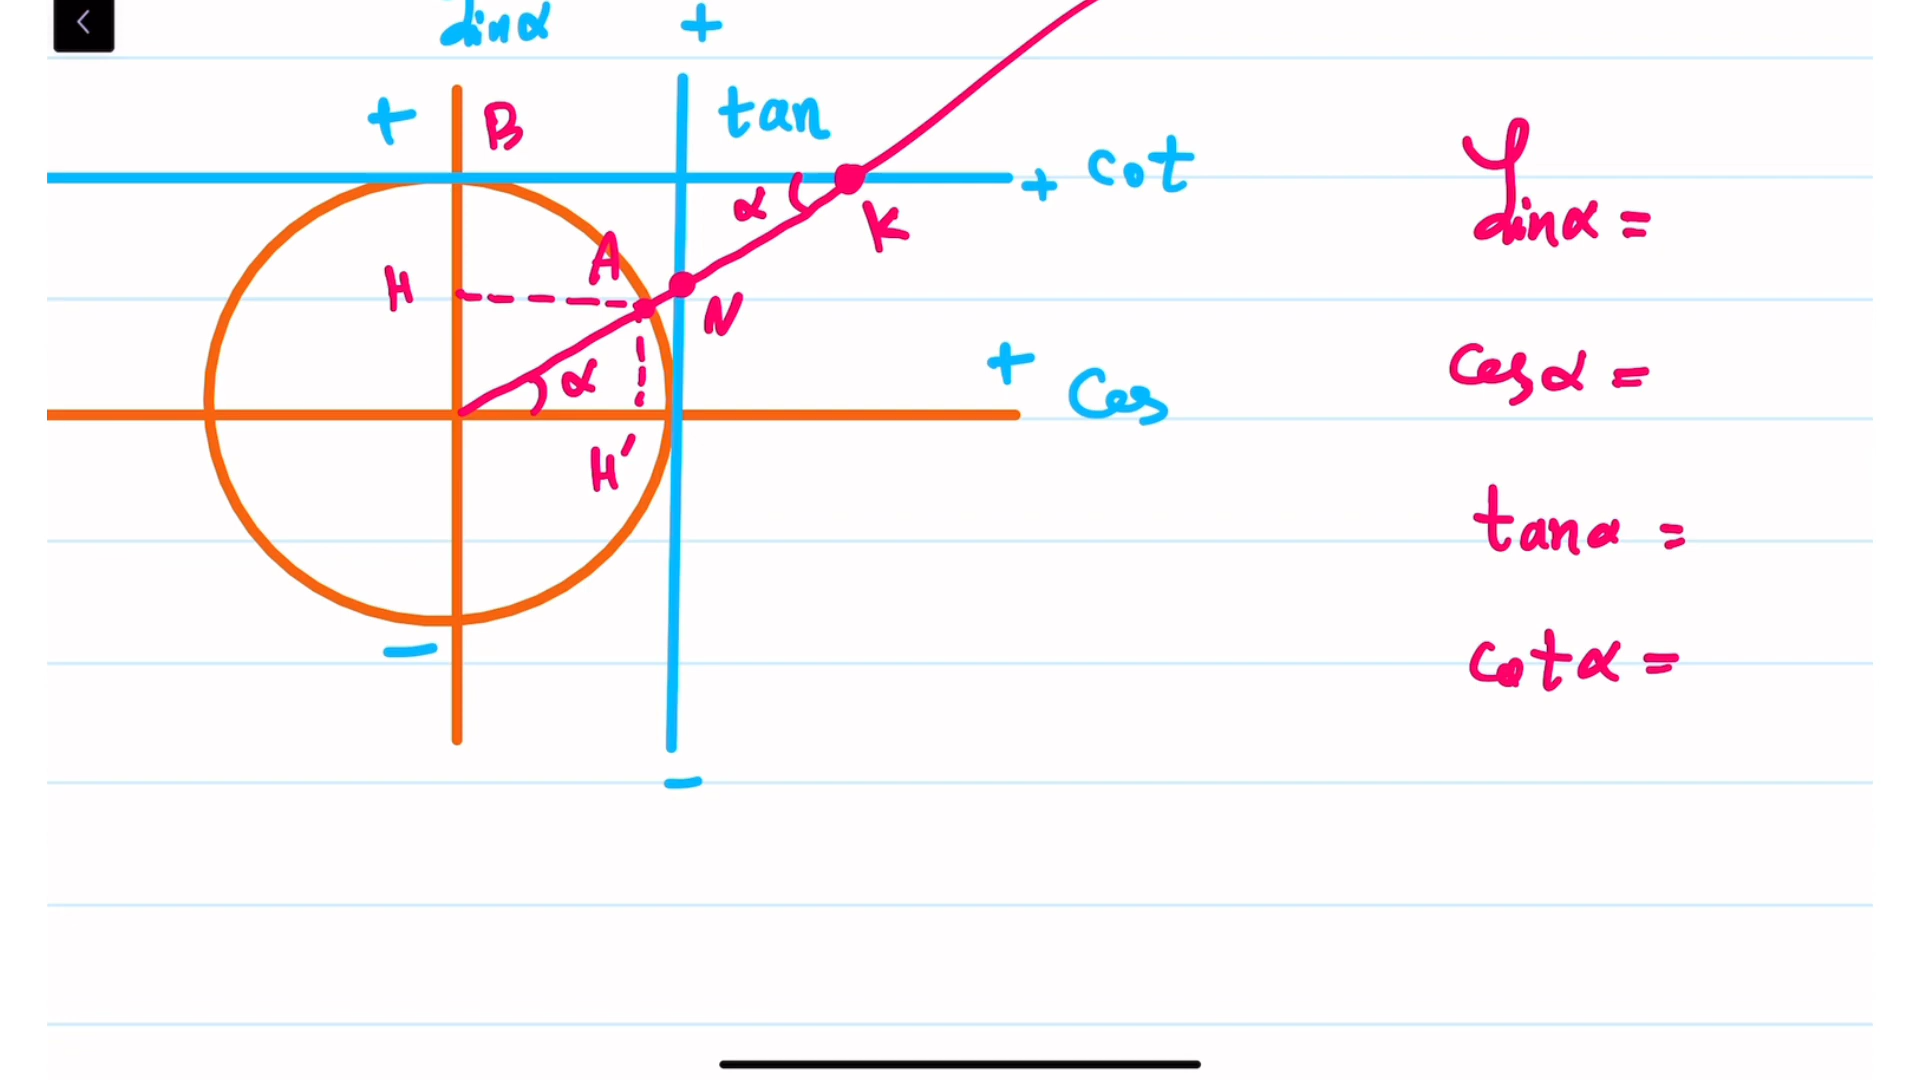 sinα +
+ B tan
+ cot
α K
A
H N
α + Cos
H'
−
−
sinα =
Cosα =
tanα =
cotα =